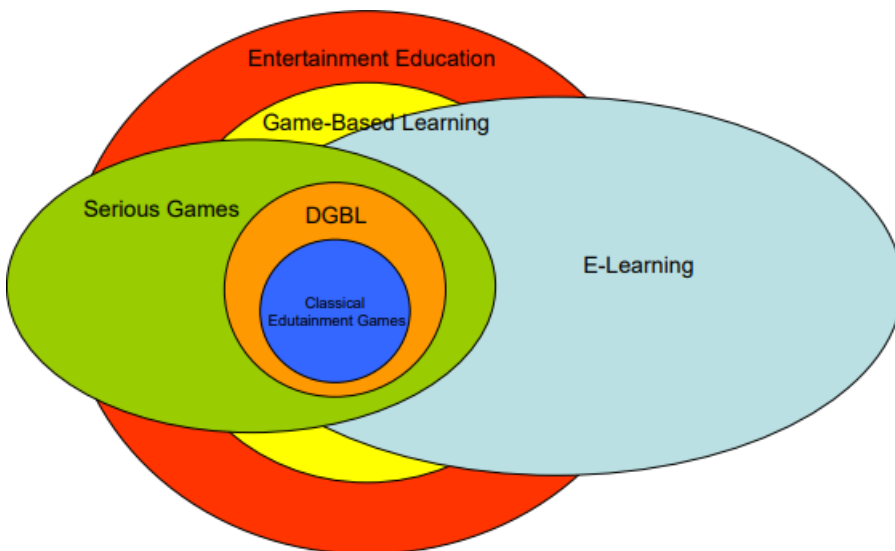 Entertainment Education
Game-Based Learning
Serious Games
DGBL
E-Learning
Classical
Edutainment Games